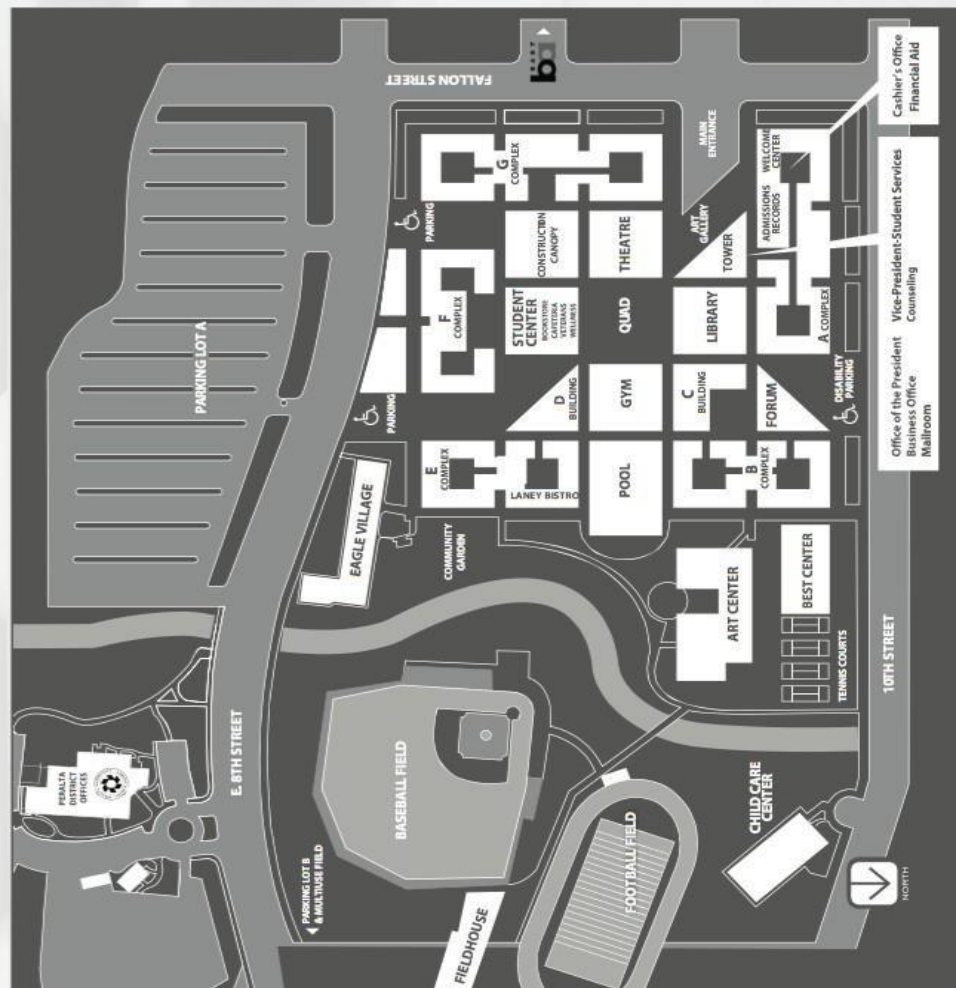 FALLON STREET
bart
ba
PARKING LOT A
MAIN
ENTRANCE
G
COMPLEX
WELCOME
CENTER
ADMISSIONS
RECORDS
Cashier's Office
Financial Aid
PARKING
CONSTRUCTION
CANOPY
THEATRE
ART
GALLERY
TOWER
F
COMPLEX
STUDENT
CENTER
BOOKSTORE
CAFETERIA
VETERANS
WELLNESS
QUAD
LIBRARY
A COMPLEX
Vice-President-Student Services
Counseling
PARKING
D
BUILDING
GYM
C
BUILDING
FORUM
DISABILITY
PARKING
Office of the President
Business Office
Mailroom
E
COMPLEX
LANEY BISTRO
POOL
B
COMPLEX
EAGLE VILLAGE
COMMUNITY
GARDEN
ART CENTER
BEST CENTER
TENNIS COURTS
10TH STREET
PERALTA
DISTRICT
OFFICES
E. 8TH STREET
BASEBALL FIELD
CHILD CARE
CENTER
PARKING LOT B
& MULTIUSE FIELD
FIELDHOUSE
FOOTBALL FIELD
NORTH